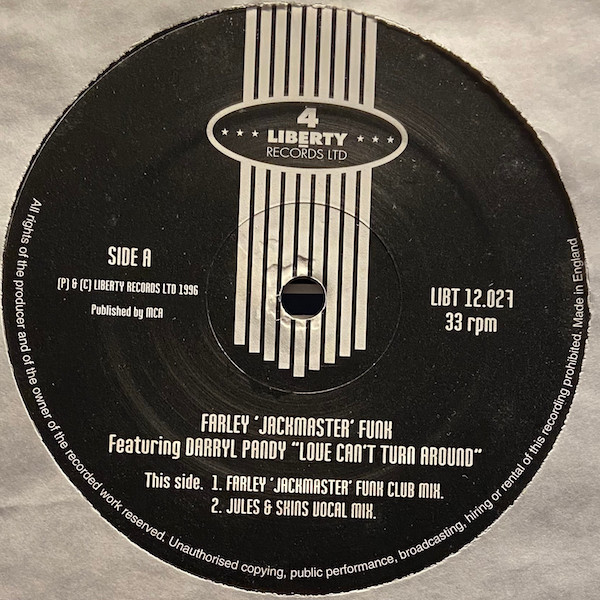 4
LIBERTY
RECORDS LTD
SIDE A
(P) & (C) LIBERTY RECORDS LTD 1996
Published by MCA
LIBT 12.027
33 rpm
FARLEY 'JACKMASTER' FUNK
Featuring DARRYL PANDY "LOVE CAN'T TURN AROUND"
This side. 1. FARLEY 'JACKMASTER' FUNK CLUB MIX.
2. JULES & SKINS VOCAL MIX.
All rights of the producer and of the owner of the recorded work reserved. Unauthorised copying, public performance, broadcasting, hiring or rental of this recording prohibited. Made in England